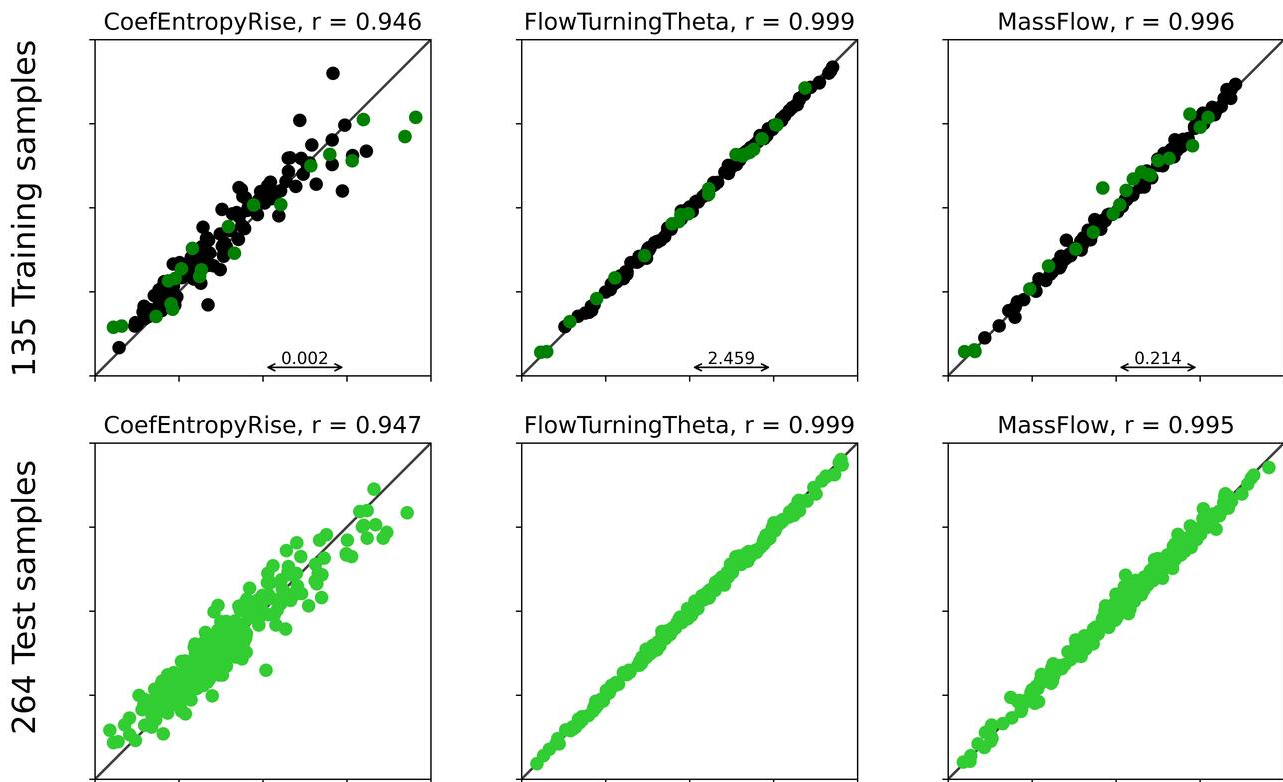 135 Training samples
CoefEntropyRise, r = 0.946
FlowTurningTheta, r = 0.999
MassFlow, r = 0.996
0.002
2.459
0.214
264 Test samples
CoefEntropyRise, r = 0.947
FlowTurningTheta, r = 0.999
MassFlow, r = 0.995